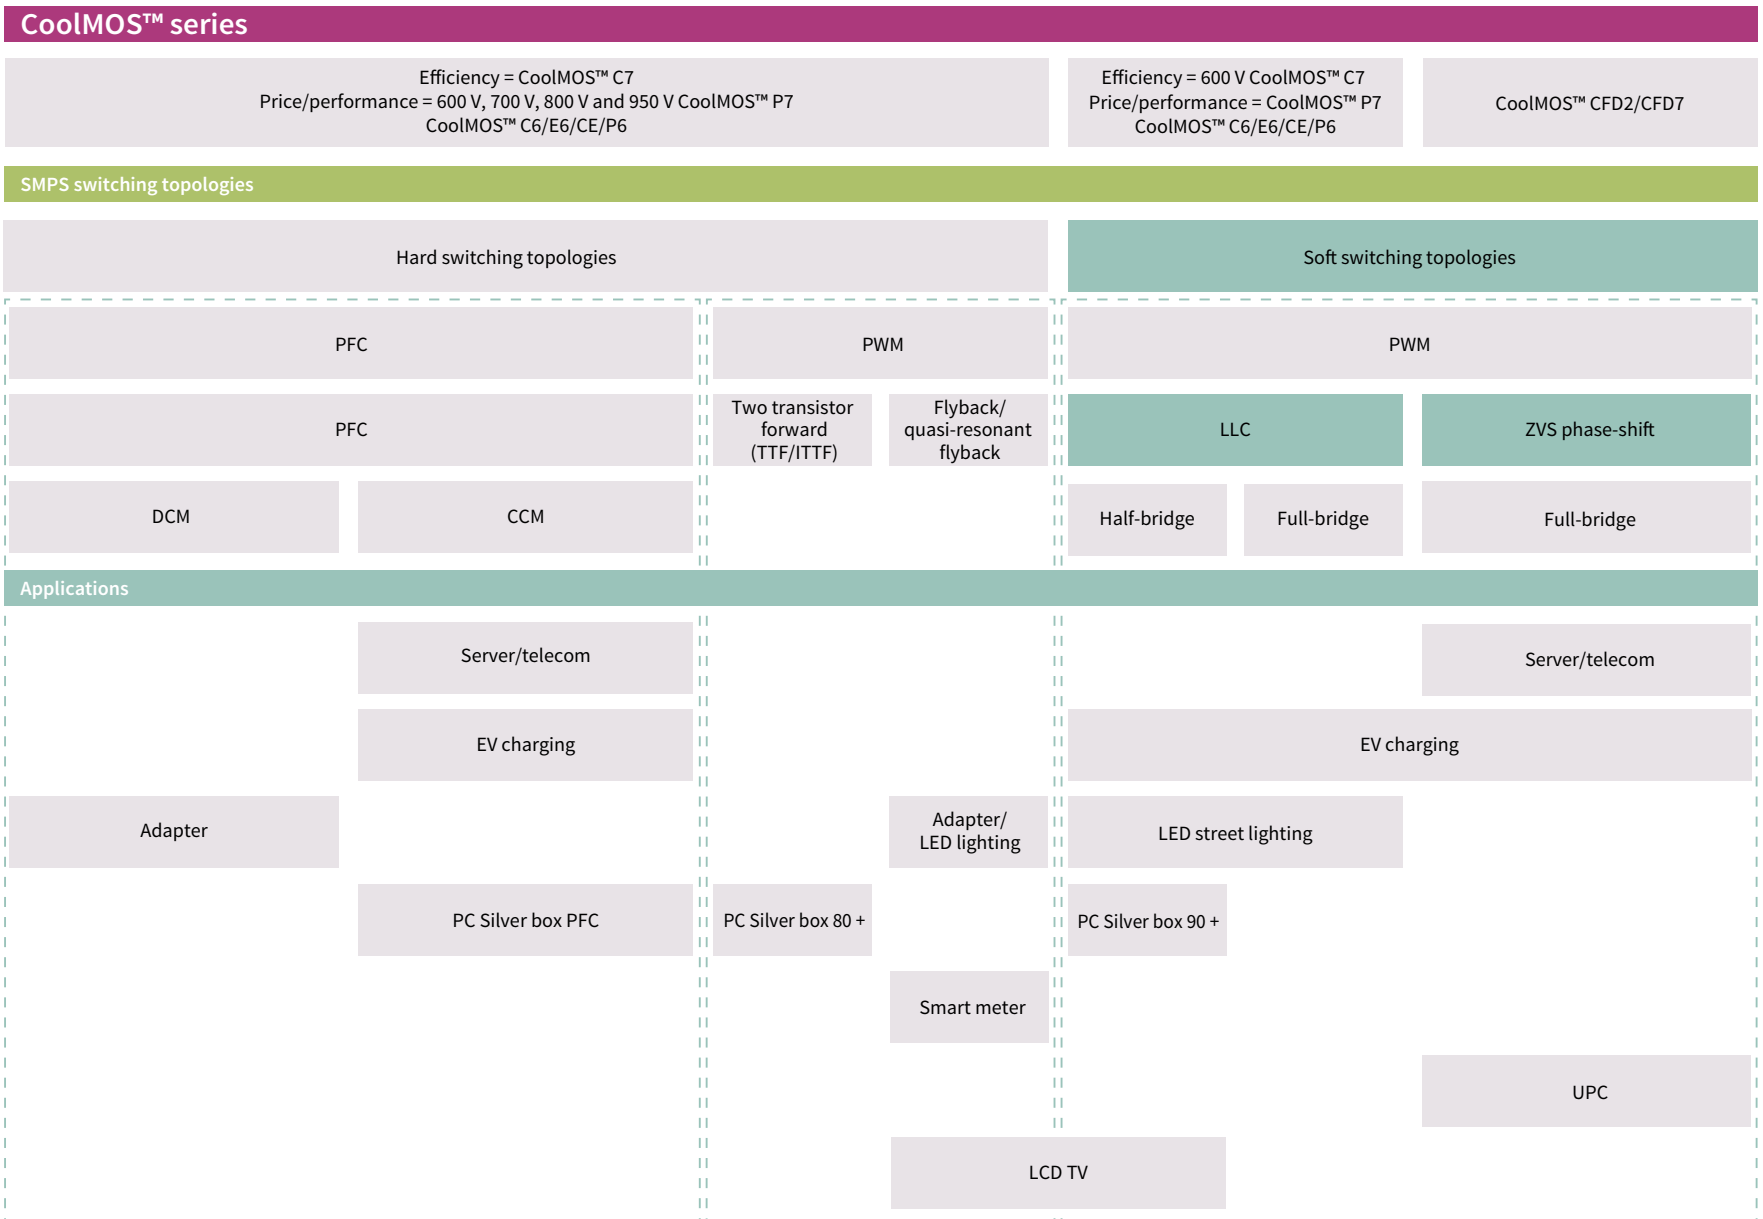 CoolMOS™ series
Efficiency = CoolMOS™ C7
Price/performance = 600 V, 700 V, 800 V and 950 V CoolMOS™ P7
CoolMOS™ C6/E6/CE/P6
Efficiency = 600 V CoolMOS™ C7
Price/performance = CoolMOS™ P7
CoolMOS™ C6/E6/CE/P6
CoolMOS™ CFD2/CFD7
SMPS switching topologies
Hard switching topologies
Soft switching topologies
PFC
PWM
PWM
PFC
Two transistor
forward
(TTF/ITTF)
Flyback/
quasi-resonant
flyback
LLC
ZVS phase-shift
DCM
CCM
Half-bridge
Full-bridge
Full-bridge
Applications
Server/telecom
Server/telecom
EV charging
EV charging
Adapter
Adapter/
LED lighting
LED street lighting
PC Silver box PFC
PC Silver box 80 +
PC Silver box 90 +
Smart meter
UPC
LCD TV